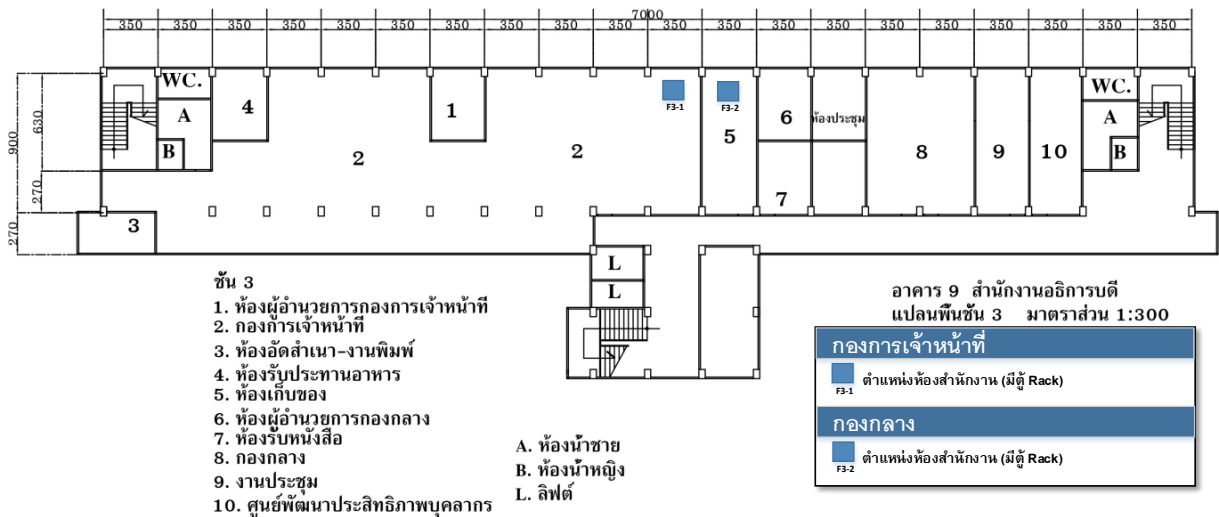 7000
350 350 350 350 350 350 350 350 350 350 350 350 350 350 350 350 350 350 350 350
900
630
270
270
WC.
A
B
4
1
2
2
3
F3-1
F3-2
5
6
ห้องประชุม
7
8
9
10
WC.
A
B
L
L
ชั้น 3
1. ห้องผู้อำนวยการกองการเจ้าหน้าที่
2. กองการเจ้าหน้าที่
3. ห้องอัดสำเนา-งานพิมพ์
4. ห้องรับประทานอาหาร
5. ห้องเก็บของ
6. ห้องผู้อำนวยการกองกลาง
7. ห้องรับหนังสือ
8. กองกลาง
9. งานประชุม
10. ศูนย์พัฒนาประสิทธิภาพบุคลากร
A. ห้องน้ำชาย
B. ห้องน้ำหญิง
L. ลิฟต์
อาคาร 9 สำนักงานอธิการบดี
แปลนพื้นชั้น 3 มาตราส่วน 1:300
กองการเจ้าหน้าที่
F3-1 ตำแหน่งห้องสำนักงาน (มีตู้ Rack)
กองกลาง
F3-2 ตำแหน่งห้องสำนักงาน (มีตู้ Rack)